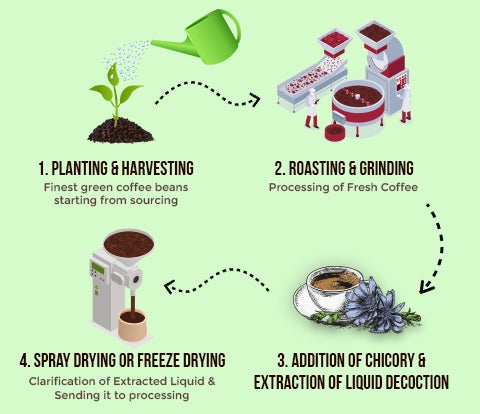 1. PLANTING & HARVESTING
Finest green coffee beans
starting from sourcing
2. ROASTING & GRINDING
Processing of Fresh Coffee
3. ADDITION OF CHICORY &
EXTRACTION OF LIQUID DECOCTION
4. SPRAY DRYING OR FREEZE DRYING
Clarification of Extracted Liquid &
Sending it to processing